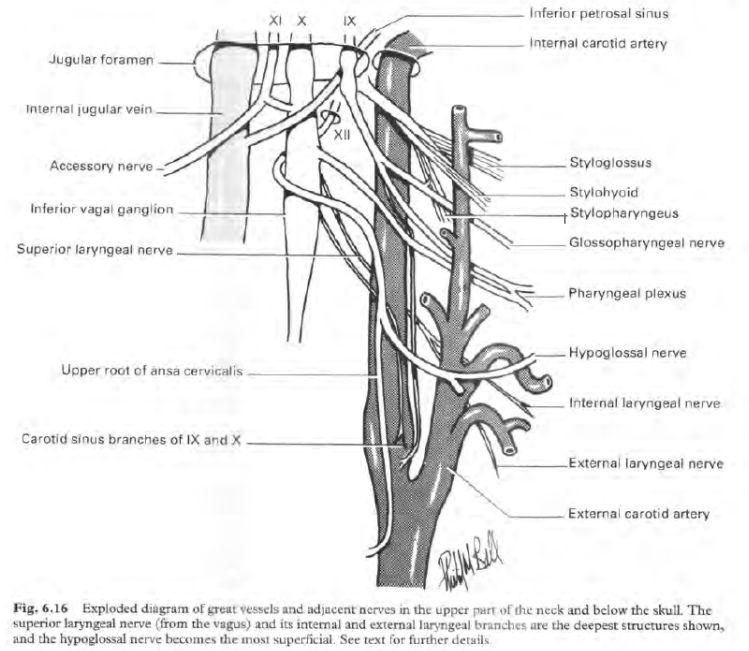 XI X IX
Inferior petrosal sinus
Internal carotid artery
Jugular foramen
Internal jugular vein
XII
Accessory nerve
Styloglossus
Stylohyoid
Stylopharyngeus
Inferior vagal ganglion
Glossopharyngeal nerve
Superior laryngeal nerve
Pharyngeal plexus
Hypoglossal nerve
Upper root of ansa cervicalis
Internal laryngeal nerve
Carotid sinus branches of IX and X
External laryngeal nerve
External carotid artery
Fig. 6.16 Exploded diagram of great vessels and adjacent nerves in the upper part of the neck and below the skull. The
superior laryngeal nerve (from the vagus) and its internal and external laryngeal branches are the deepest structures shown,
and the hypoglossal nerve becomes the most superficial. See text for further details.